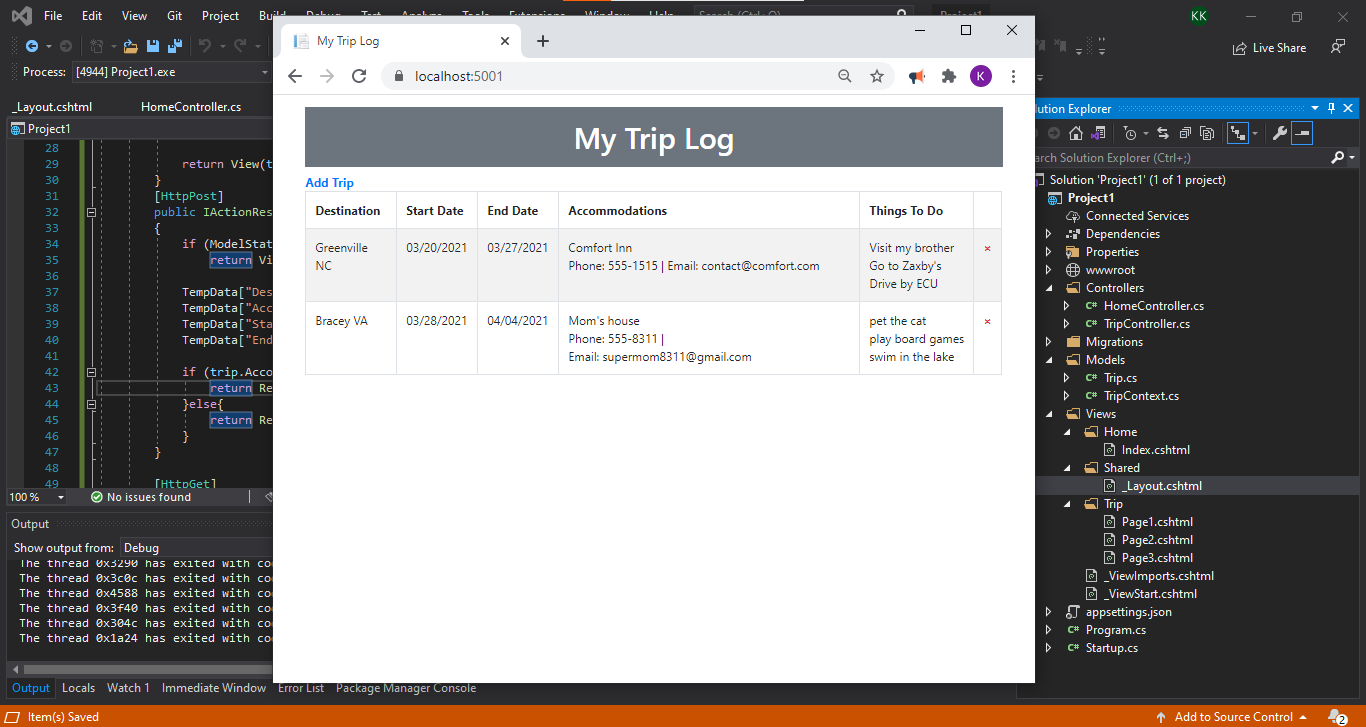 File Edit View Git Project
KK
Live Share
Process: [4944] Project1.exe
_Layout.cshtml HomeController.cs
Project1
28
29 return View(t
30 }
31 [HttpPost]
32 public IActionRes
33 {
34 if (ModelStat
35 return Vi
36
37 TempData["Des
38 TempData["Acc
39 TempData["Sta
40 TempData["End
41
42 if (trip.Acco
43 return Re
44 }else{
45 return Re
46 }
47 }
48
49 [HttpGet]
100 % No issues found
Output
Show output from: Debug
The thread 0x3290 has exited with co
The thread 0x3c0c has exited with co
The thread 0x4588 has exited with co
The thread 0x3f40 has exited with co
The thread 0x304c has exited with co
The thread 0x1a24 has exited with co
Output Locals Watch 1 Immediate Window Error List Package Manager Console
Item(s) Saved
Add to Source Control 2
My Trip Log
localhost:5001
K
My Trip Log
Add Trip
Destination Start Date End Date Accommodations Things To Do
Greenville NC 03/20/2021 03/27/2021 Comfort Inn Visit my brother ×
Phone: 555-1515 | Email: contact@comfort.com Go to Zaxby's
Drive by ECU
Bracey VA 03/28/2021 04/04/2021 Mom's house pet the cat ×
Phone: 555-8311 | play board games
Email: supermom8311@gmail.com swim in the lake
ution Explorer
arch Solution Explorer (Ctrl+;)
Solution 'Project1' (1 of 1 project)
Project1
Connected Services
Dependencies
Properties
wwwroot
Controllers
C# HomeController.cs
C# TripController.cs
Migrations
Models
C# Trip.cs
C# TripContext.cs
Views
Home
Index.cshtml
Shared
_Layout.cshtml
Trip
Page1.cshtml
Page2.cshtml
Page3.cshtml
_ViewImports.cshtml
_ViewStart.cshtml
appsettings.json
C# Program.cs
C# Startup.cs